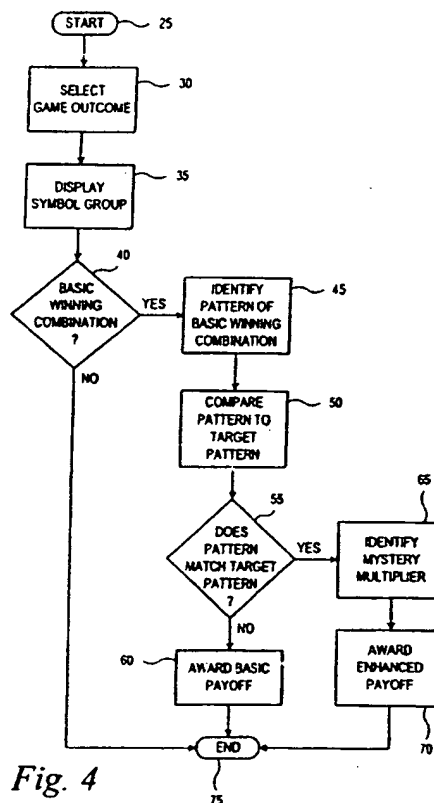 START
25
SELECT
GAME OUTCOME
30
DISPLAY
SYMBOL GROUP
35
BASIC
WINNING
COMBINATION
?
40
YES
NO
IDENTIFY
PATTERN OF
BASIC WINNING
COMBINATION
45
COMPARE
PATTERN TO
TARGET
PATTERN
50
DOES
PATTERN
MATCH TARGET
PATTERN
?
55
YES
NO
IDENTIFY
MYSTERY
MULTIPLIER
65
60
AWARD BASIC
PAYOFF
AWARD
ENHANCED
PAYOFF
70
END
75
Fig. 4